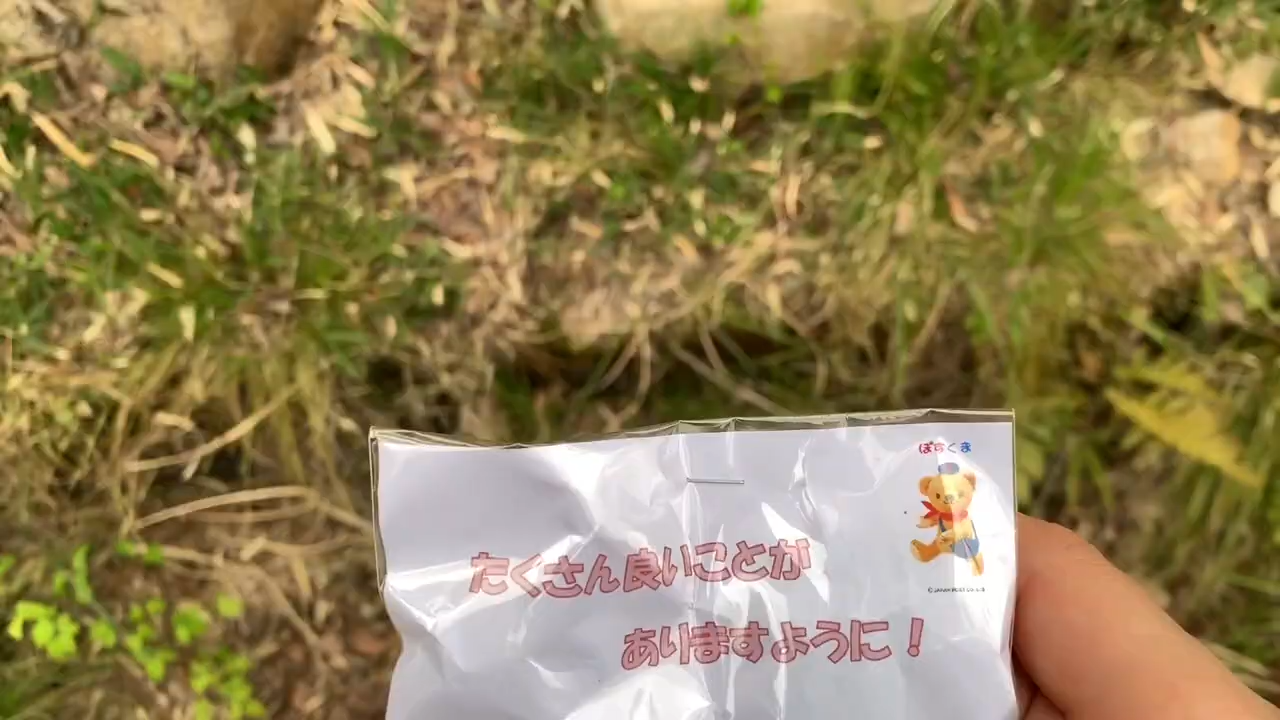 ぽすくま
たくさん良いことが
ありますように！